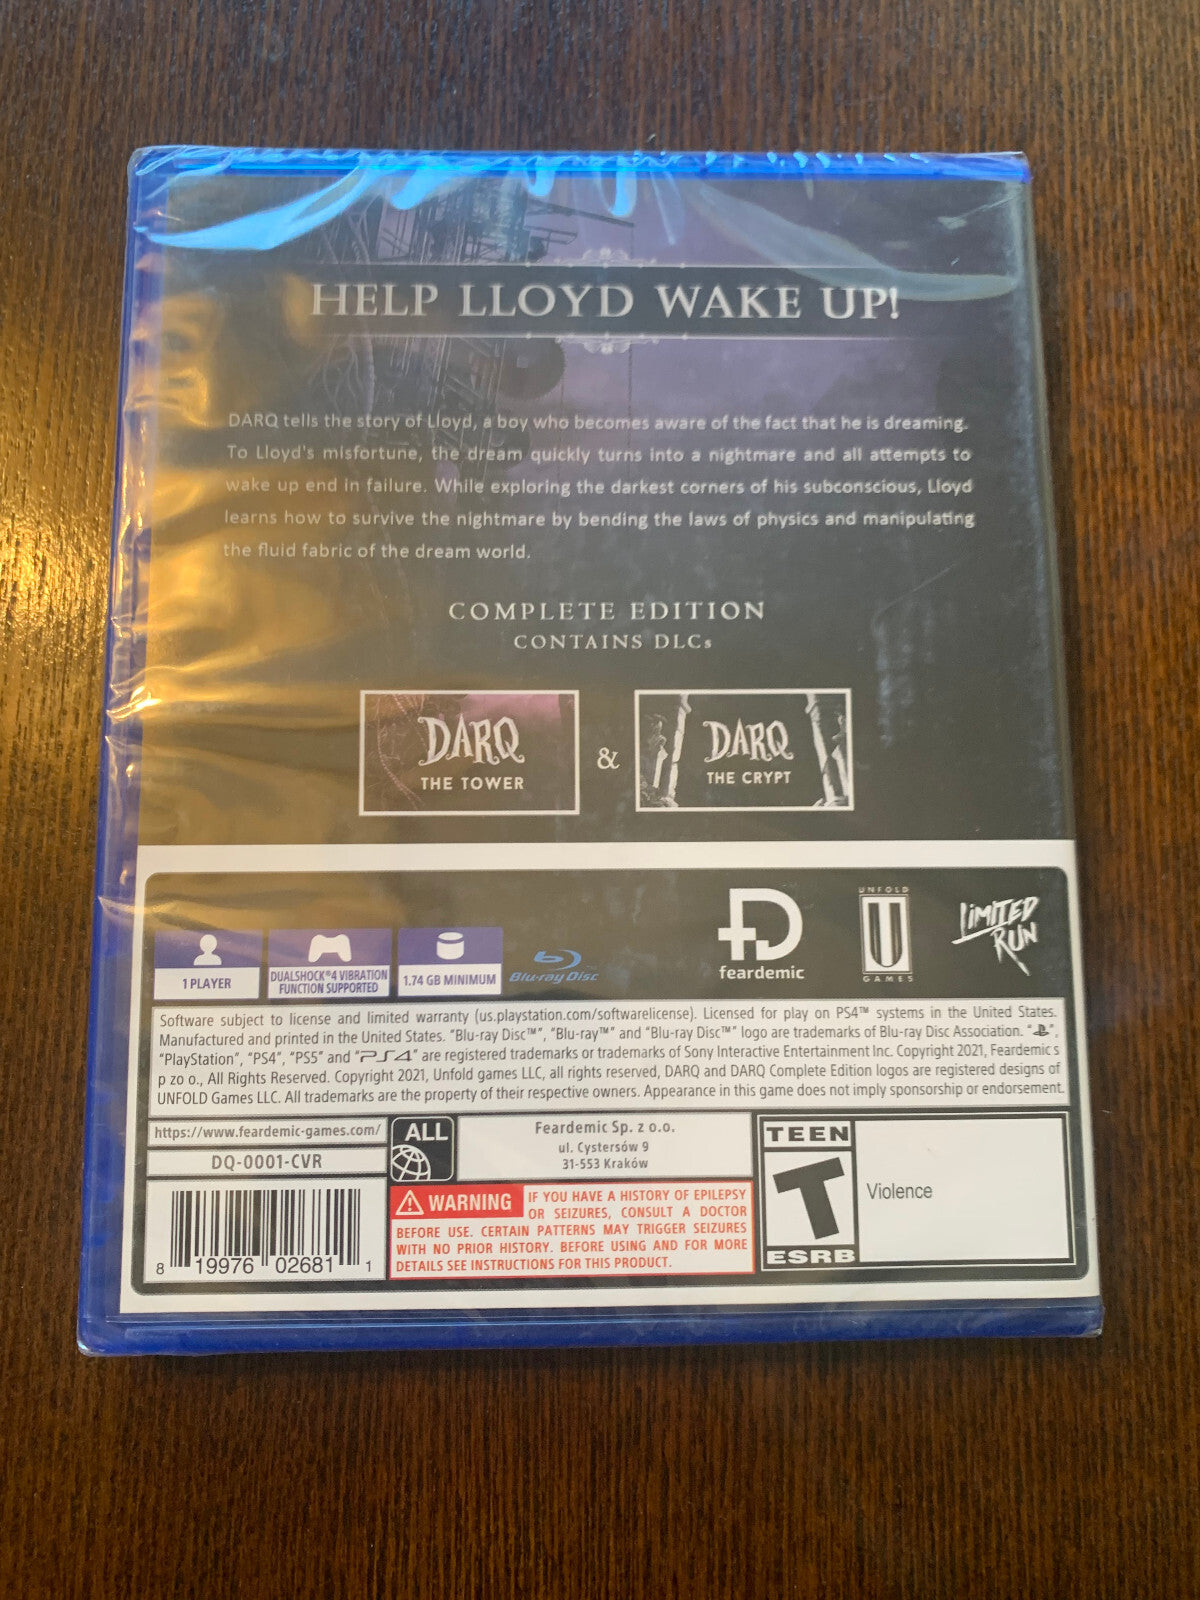 HELP LLOYD WAKE UP!
DARQ tells the story of Lloyd, a boy who becomes aware of the fact that he is dreaming.
To Lloyd's misfortune, the dream quickly turns into a nightmare and all attempts to
wake up end in failure. While exploring the darkest corners of his subconscious, Lloyd
learns how to survive the nightmare by bending the laws of physics and manipulating
the fluid fabric of the dream world.
COMPLETE EDITION
CONTAINS DLCs
DARQ
THE TOWER
&
DARQ
THE CRYPT
1 PLAYER
DUALSHOCK®4 VIBRATION
FUNCTION SUPPORTED
1.74 GB MINIMUM
Blu-ray Disc
feardemic
UNFOLD
U
GAMES
LiMiTED
RUN
Software subject to license and limited warranty (us.playstation.com/softwarelicense). Licensed for play on PS4™ systems in the United States.
Manufactured and printed in the United States. "Blu-ray Disc™", "Blu-ray™" and "Blu-ray Disc™" logo are trademarks of Blu-ray Disc Association. "",
"PlayStation", "PS4", "PS5" and "PS4" are registered trademarks or trademarks of Sony Interactive Entertainment Inc. Copyright 2021, Feardemic s
p zo o., All Rights Reserved. Copyright 2021, Unfold games LLC, all rights reserved, DARQ and DARQ Complete Edition logos are registered designs of
UNFOLD Games LLC. All trademarks are the property of their respective owners. Appearance in this game does not imply sponsorship or endorsement.
https://www.feardemic-games.com/
DQ-0001-CVR
8 19976 02681 1
ALL
Feardemic Sp. z o.o.
ul. Cystersów 9
31-553 Kraków
WARNING IF YOU HAVE A HISTORY OF EPILEPSY
OR SEIZURES, CONSULT A DOCTOR
BEFORE USE. CERTAIN PATTERNS MAY TRIGGER SEIZURES
WITH NO PRIOR HISTORY. BEFORE USING AND FOR MORE
DETAILS SEE INSTRUCTIONS FOR THIS PRODUCT.
TEEN
T
ESRB
Violence